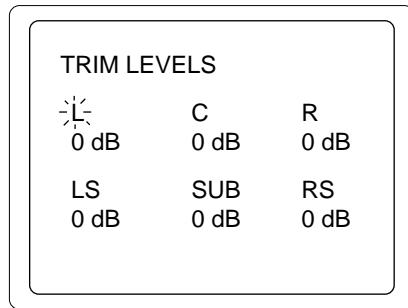 TRIM LEVELS
L C R
0 dB 0 dB 0 dB
LS SUB RS
0 dB 0 dB 0 dB